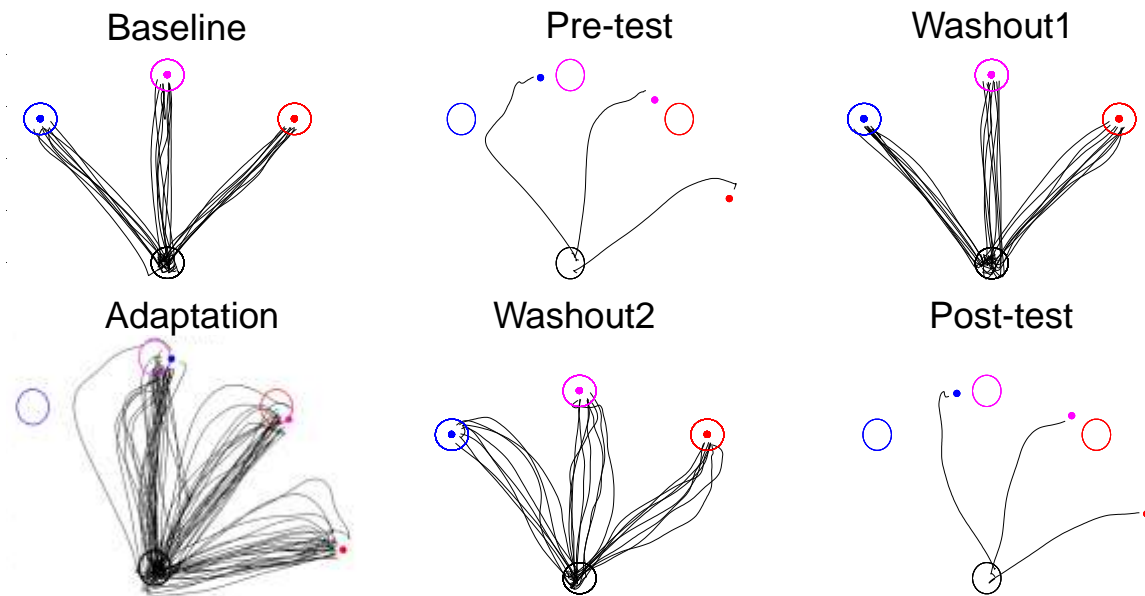 Baseline
Pre-test
Washout1
Adaptation
Washout2
Post-test